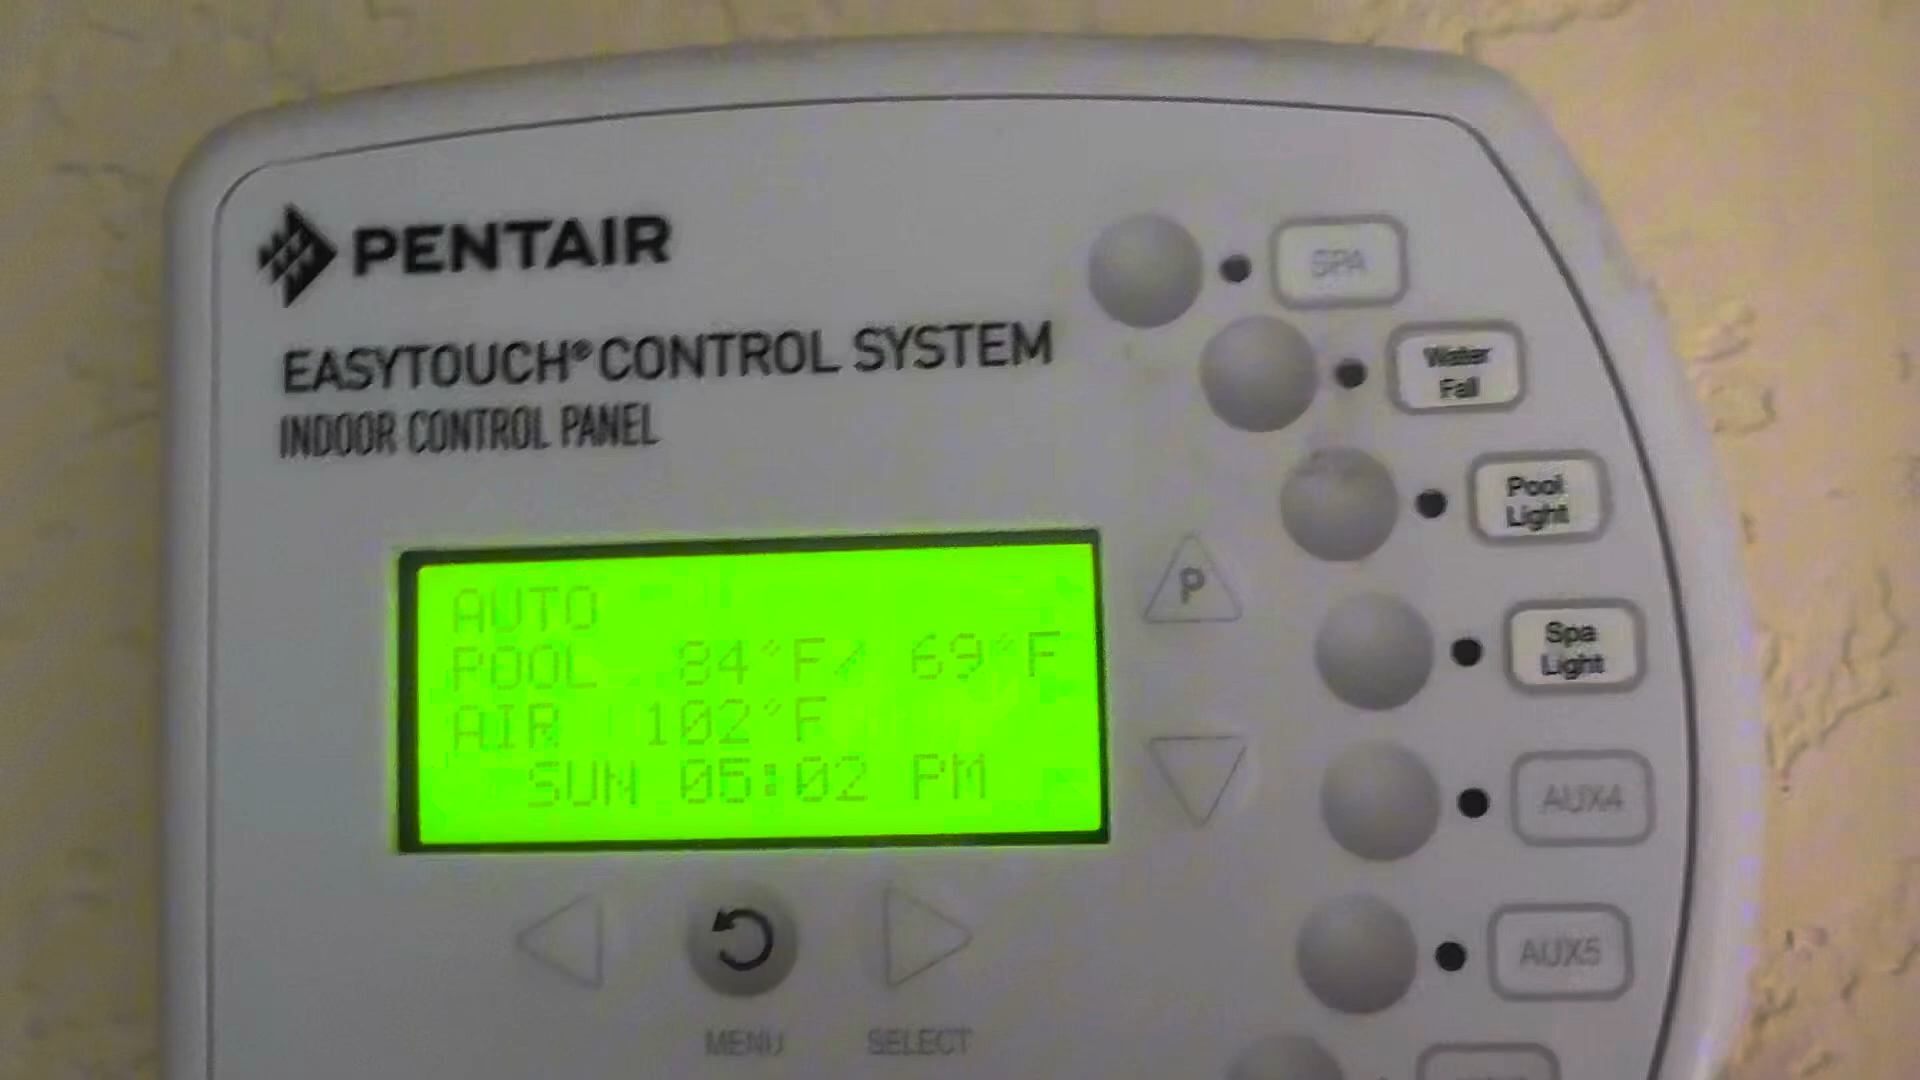 PENTAIR
EASYTOUCH® CONTROL SYSTEM
INDOOR CONTROL PANEL
AUTO
POOL 84°F/ 69°F
AIR 102°F
SUN 05:02 PM
P
MENU
SELECT
SPA
Water
Fall
Pool
Light
Spa
Light
AUX4
AUX5